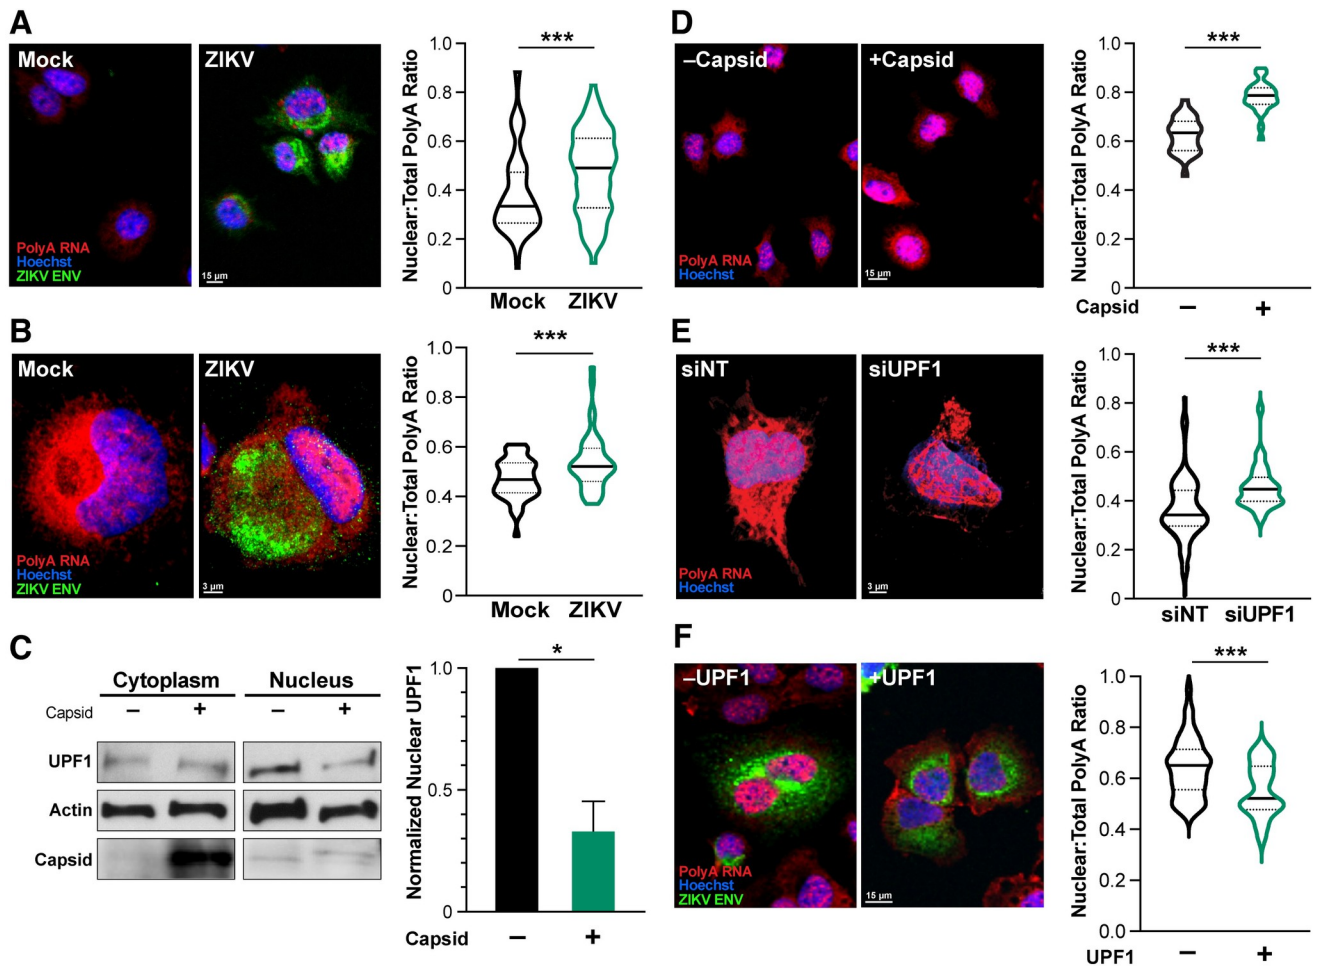 A
Mock
ZIKV
PolyA RNA
Hoechst
ZIKV ENV
15 µm
Nuclear:Total PolyA Ratio
1.0
0.8
0.6
0.4
0.2
0
***
Mock ZIKV
B
Mock
ZIKV
PolyA RNA
Hoechst
ZIKV ENV
3 µm
Nuclear:Total PolyA Ratio
1.0
0.8
0.6
0.4
0.2
0
***
Mock ZIKV
C
Cytoplasm Nucleus
Capsid – + – +
UPF1
Actin
Capsid
Normalized Nuclear UPF1
1.0
0.5
0
*
Capsid – +
D
–Capsid
+Capsid
PolyA RNA
Hoechst
15 µm
Nuclear:Total PolyA Ratio
1.0
0.8
0.6
0.4
0.2
0
***
Capsid – +
E
siNT
siUPF1
PolyA RNA
Hoechst
3 µm
Nuclear:Total PolyA Ratio
1.0
0.8
0.6
0.4
0.2
0
***
siNT siUPF1
F
–UPF1
+UPF1
PolyA RNA
Hoechst
ZIKV ENV
15 µm
Nuclear:Total PolyA Ratio
1.0
0.8
0.6
0.4
0.2
0.0
***
UPF1 – +